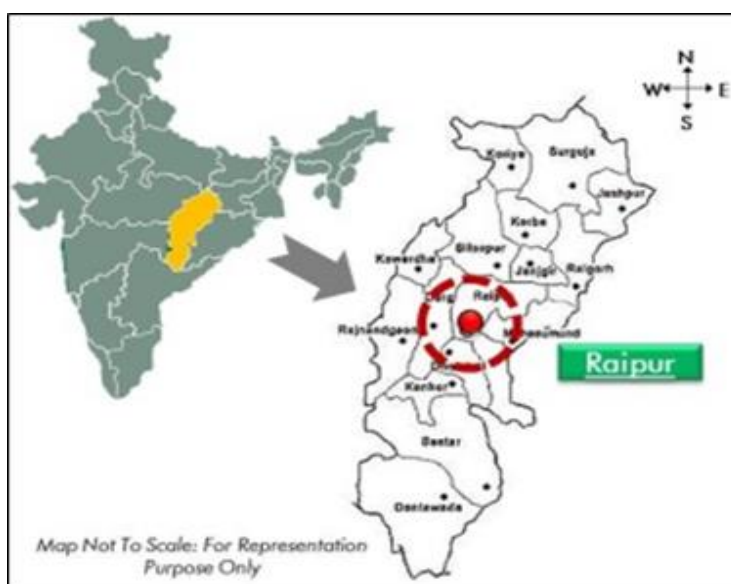 N
W E
S
Koriya
Surguja
Jashpur
Korba
Bilaspur
Janjgir
Kawardha
Raigarh
Durg
Rajnandgaon
Kanker
Bastar
Dantawada
Raipur
Map Not To Scale: For Representation
Purpose Only